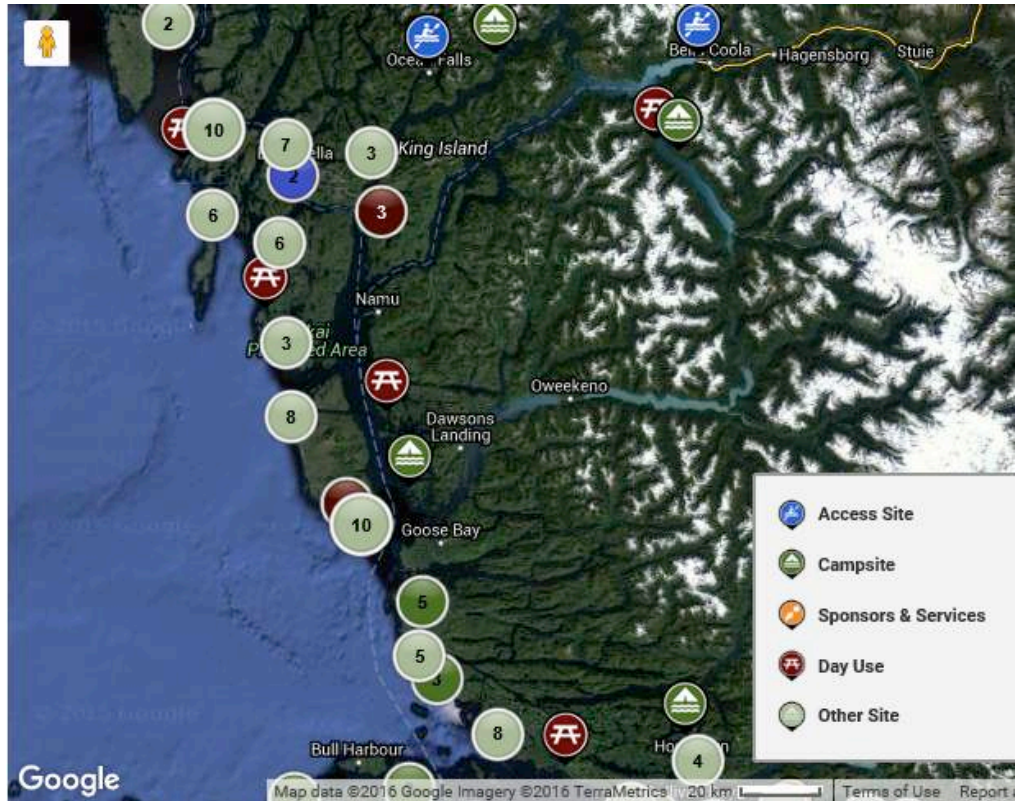 2
Ocean Falls
Bella Coola
Hagensborg
Stuie
10
7
3
King Island
2
6
3
6
Namu
3
8
Oweekeno
Dawsons
Landing
10
Goose Bay
5
5
3
8
4
Bull Harbour
Access Site
Campsite
Sponsors & Services
Day Use
Other Site
Google
Map data ©2016 Google Imagery ©2016 TerraMetrics
20 km
Terms of Use
Report a